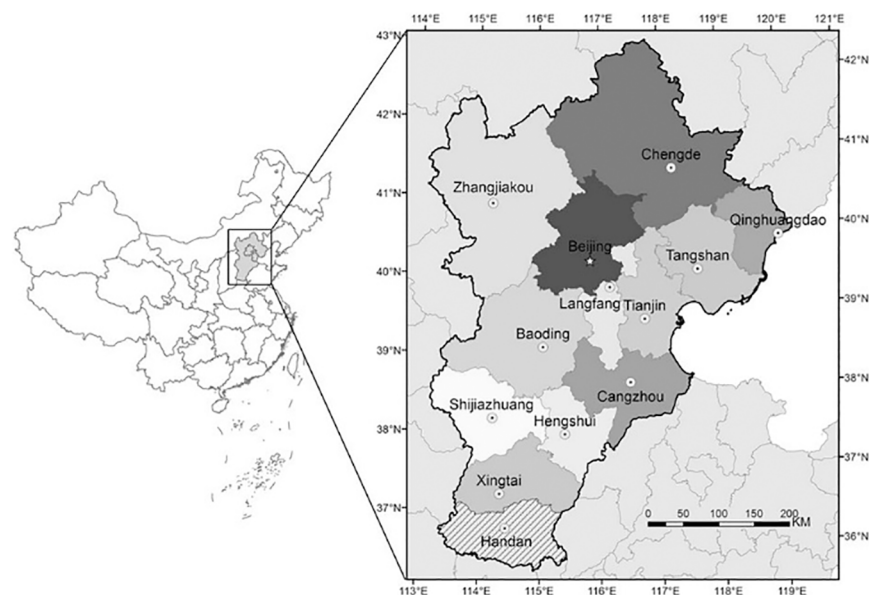 114°E 115°E 116°E 117°E 118°E 119°E 120°E 121°E
43°N
42°N
42°N
41°N
Chengde
41°N
Zhangjiakou
Qinghuangdao
40°N
Beijing
Tangshan
40°N
Langfang Tianjin
39°N
39°N
Baoding
38°N
Cangzhou
Shijiazhuang
38°N
Hengshui
37°N
Xingtai
37°N
0 50 100 150 200
KM
36°N
Handan
113°E 114°E 115°E 116°E 117°E 118°E 119°E